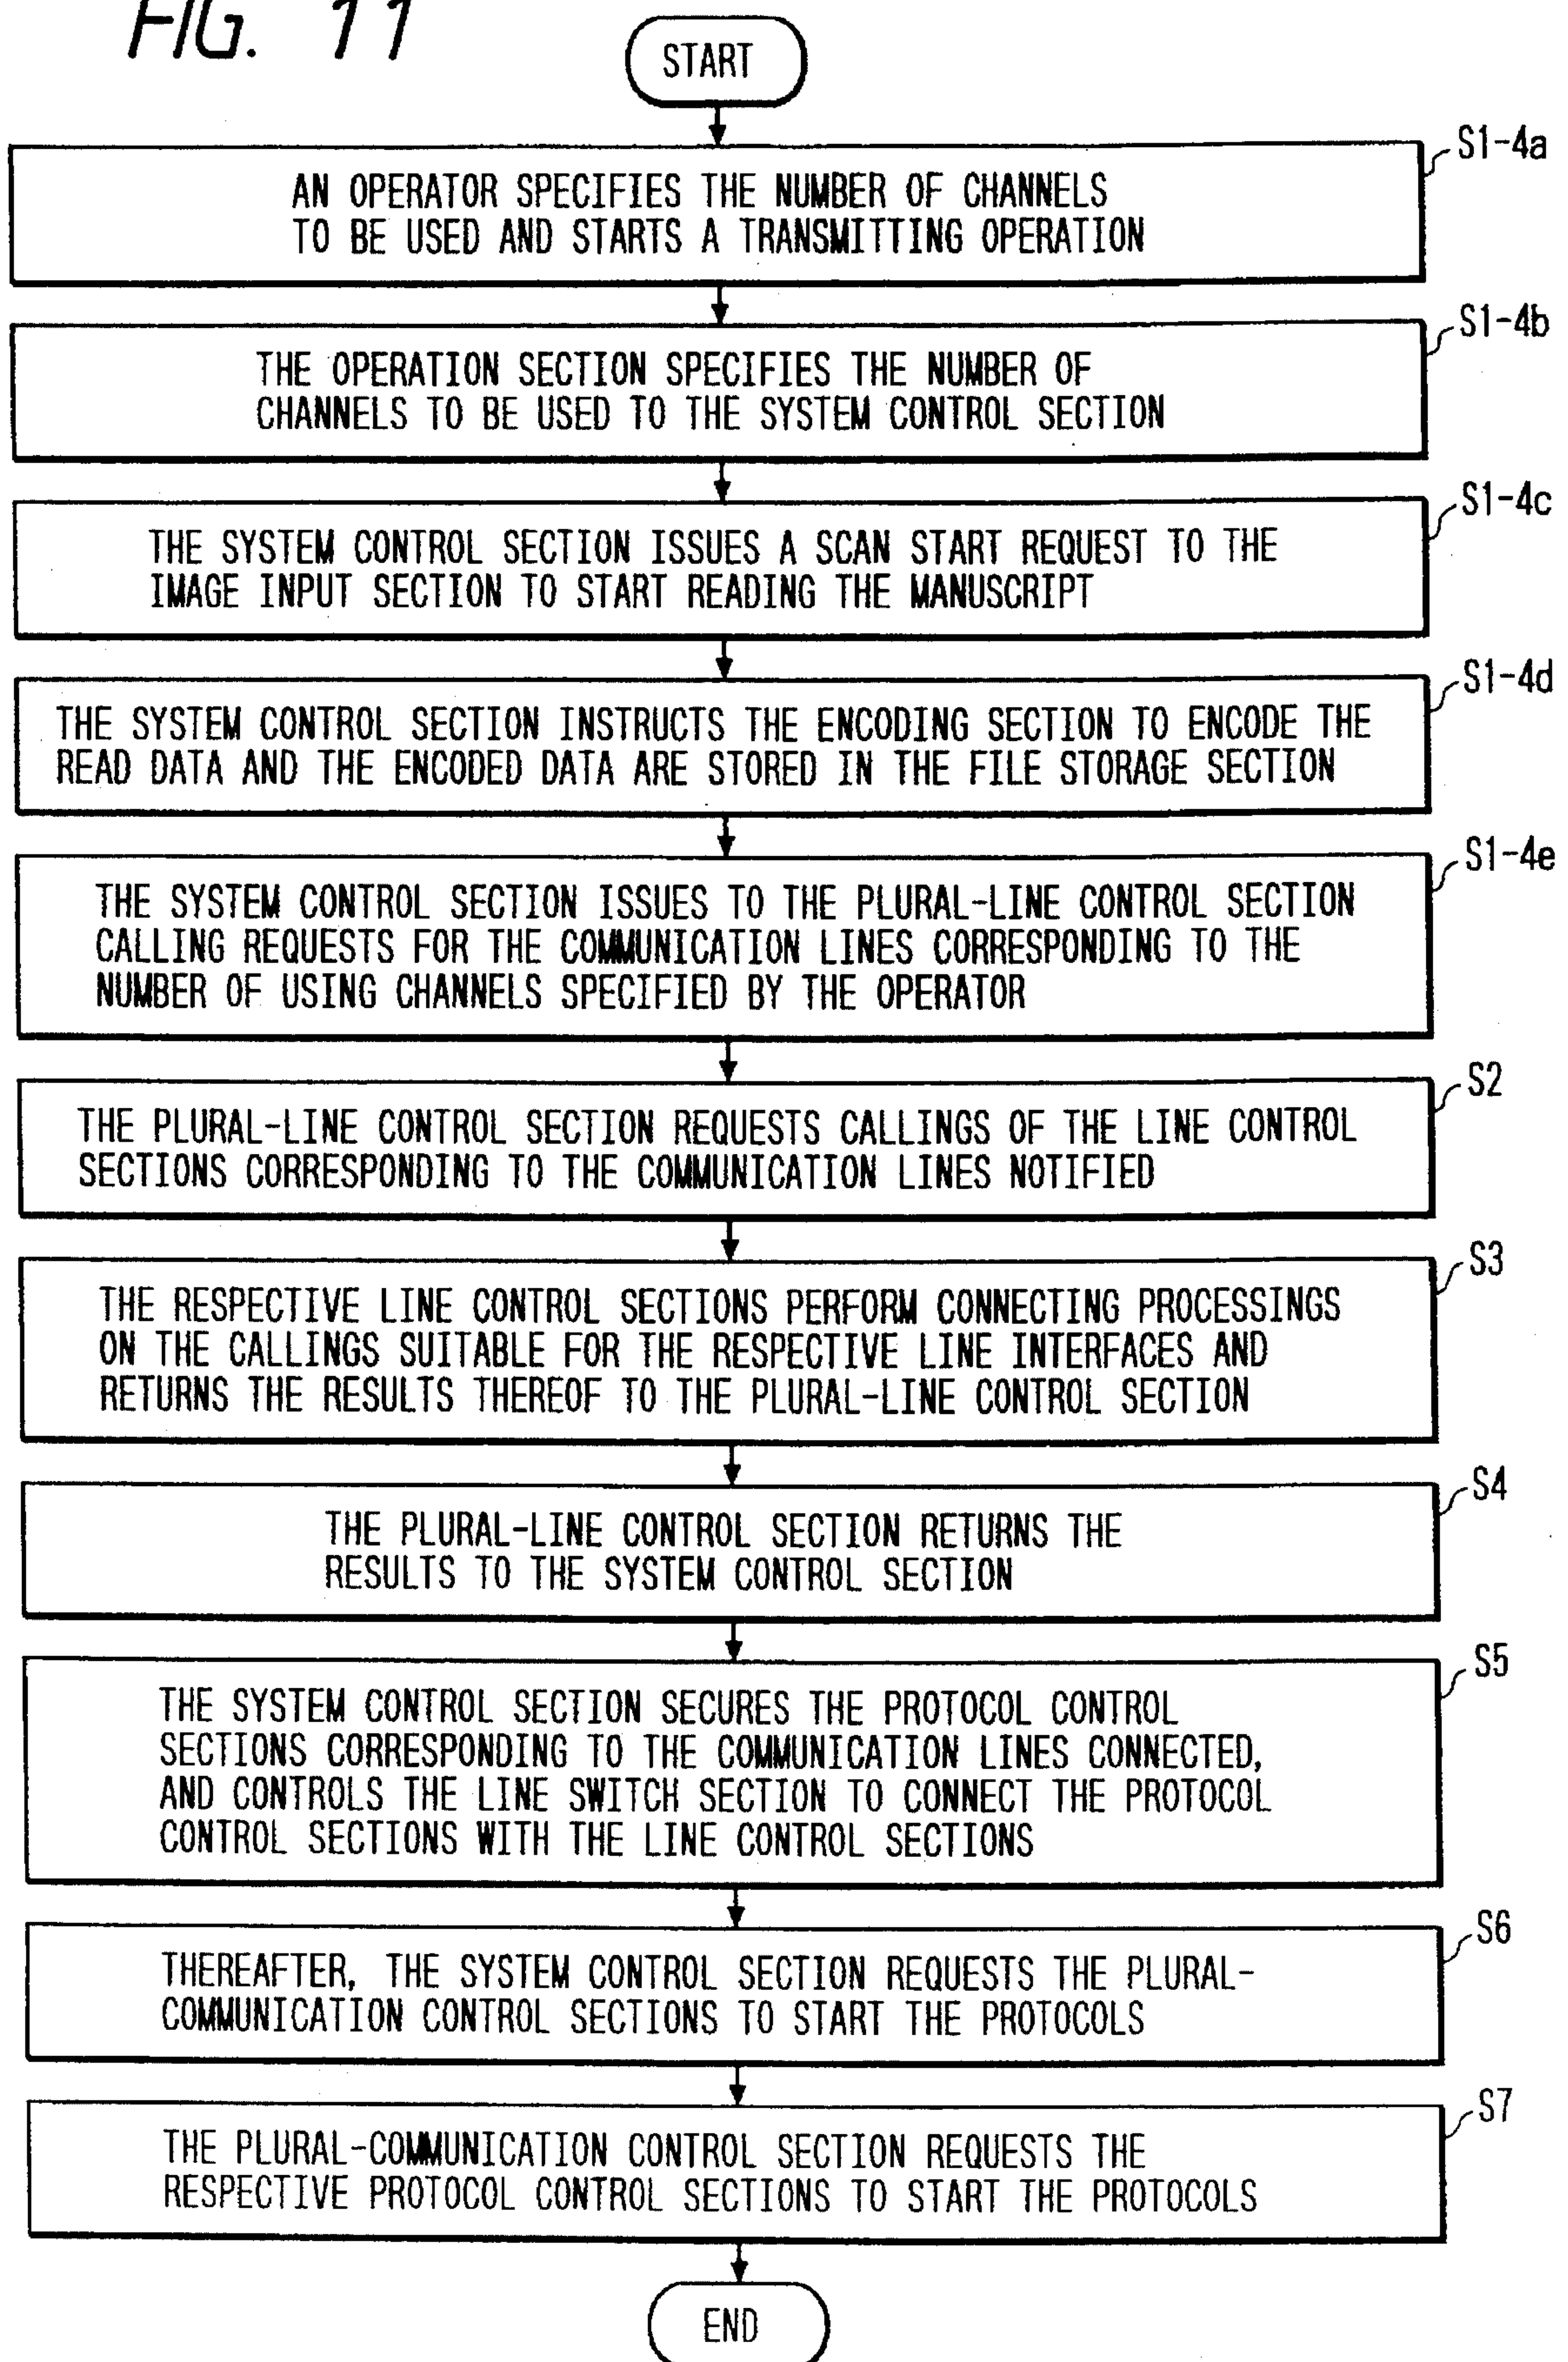 FIG. 11
START
S1-4a
AN OPERATOR SPECIFIES THE NUMBER OF CHANNELS
TO BE USED AND STARTS A TRANSMITTING OPERATION
S1-4b
THE OPERATION SECTION SPECIFIES THE NUMBER OF
CHANNELS TO BE USED TO THE SYSTEM CONTROL SECTION
S1-4c
THE SYSTEM CONTROL SECTION ISSUES A SCAN START REQUEST TO THE
IMAGE INPUT SECTION TO START READING THE MANUSCRIPT
S1-4d
THE SYSTEM CONTROL SECTION INSTRUCTS THE ENCODING SECTION TO ENCODE THE
READ DATA AND THE ENCODED DATA ARE STORED IN THE FILE STORAGE SECTION
S1-4e
THE SYSTEM CONTROL SECTION ISSUES TO THE PLURAL-LINE CONTROL SECTION
CALLING REQUESTS FOR THE COMMUNICATION LINES CORRESPONDING TO THE
NUMBER OF USING CHANNELS SPECIFIED BY THE OPERATOR
S2
THE PLURAL-LINE CONTROL SECTION REQUESTS CALLINGS OF THE LINE CONTROL
SECTIONS CORRESPONDING TO THE COMMUNICATION LINES NOTIFIED
S3
THE RESPECTIVE LINE CONTROL SECTIONS PERFORM CONNECTING PROCESSINGS
ON THE CALLINGS SUITABLE FOR THE RESPECTIVE LINE INTERFACES AND
RETURNS THE RESULTS THEREOF TO THE PLURAL-LINE CONTROL SECTION
S4
THE PLURAL-LINE CONTROL SECTION RETURNS THE
RESULTS TO THE SYSTEM CONTROL SECTION
S5
THE SYSTEM CONTROL SECTION SECURES THE PROTOCOL CONTROL
SECTIONS CORRESPONDING TO THE COMMUNICATION LINES CONNECTED,
AND CONTROLS THE LINE SWITCH SECTION TO CONNECT THE PROTOCOL
CONTROL SECTIONS WITH THE LINE CONTROL SECTIONS
S6
THEREAFTER, THE SYSTEM CONTROL SECTION REQUESTS THE PLURAL-
COMMUNICATION CONTROL SECTIONS TO START THE PROTOCOLS
S7
THE PLURAL-COMMUNICATION CONTROL SECTION REQUESTS THE
RESPECTIVE PROTOCOL CONTROL SECTIONS TO START THE PROTOCOLS
END